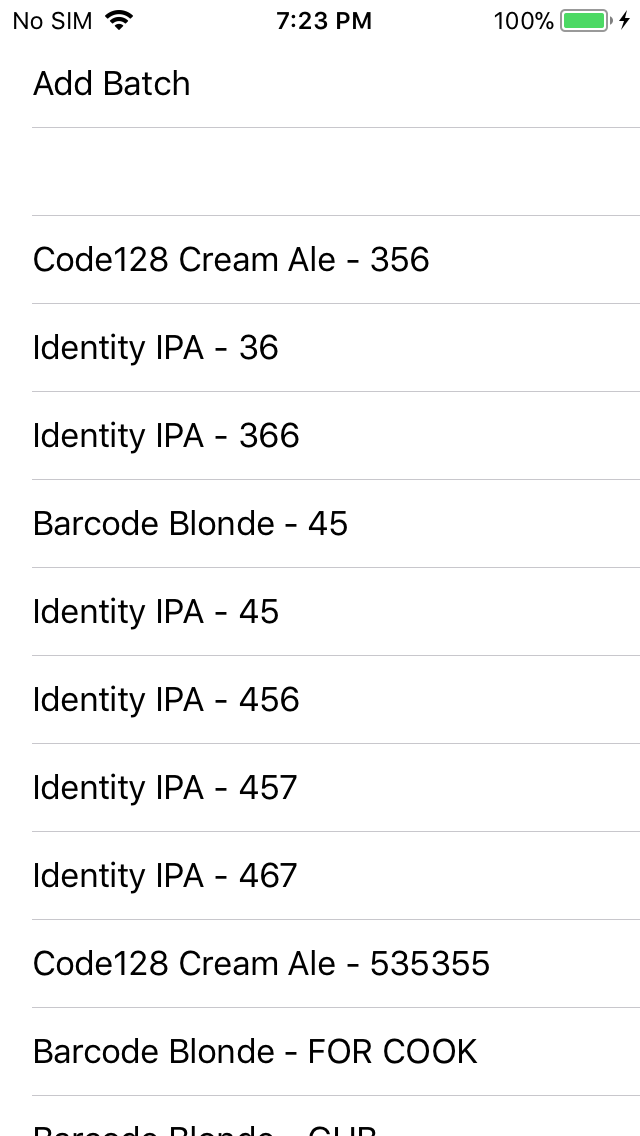 No SIM 7:23 PM 100%
Add Batch
Code128 Cream Ale - 356
Identity IPA - 36
Identity IPA - 366
Barcode Blonde - 45
Identity IPA - 45
Identity IPA - 456
Identity IPA - 457
Identity IPA - 467
Code128 Cream Ale - 535355
Barcode Blonde - FOR COOK
Barcode Blonde -